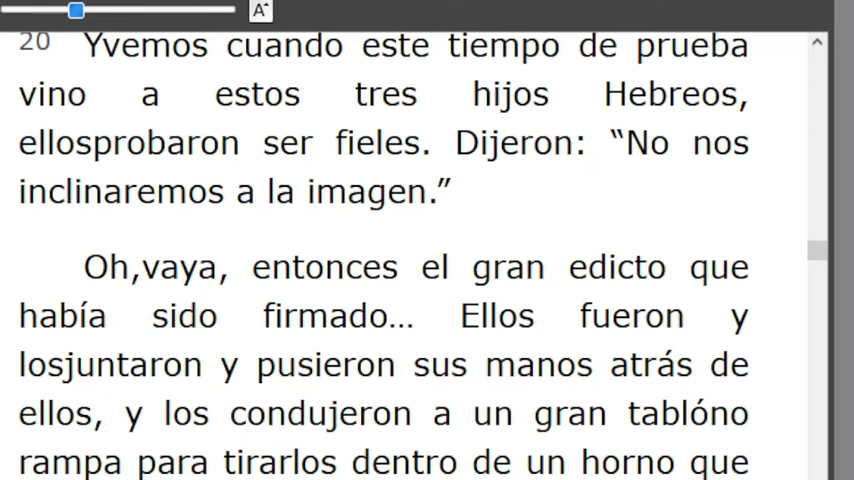 A
20 Yvemos cuando este tiempo de prueba
vino a estos tres hijos Hebreos,
ellosprobaron ser fieles. Dijeron: “No nos
inclinaremos a la imagen.”
Oh,vaya, entonces el gran edicto que
había sido firmado… Ellos fueron y
losjuntaron y pusieron sus manos atrás de
ellos, y los condujeron a un gran tablóno
rampa para tirarlos dentro de un horno que